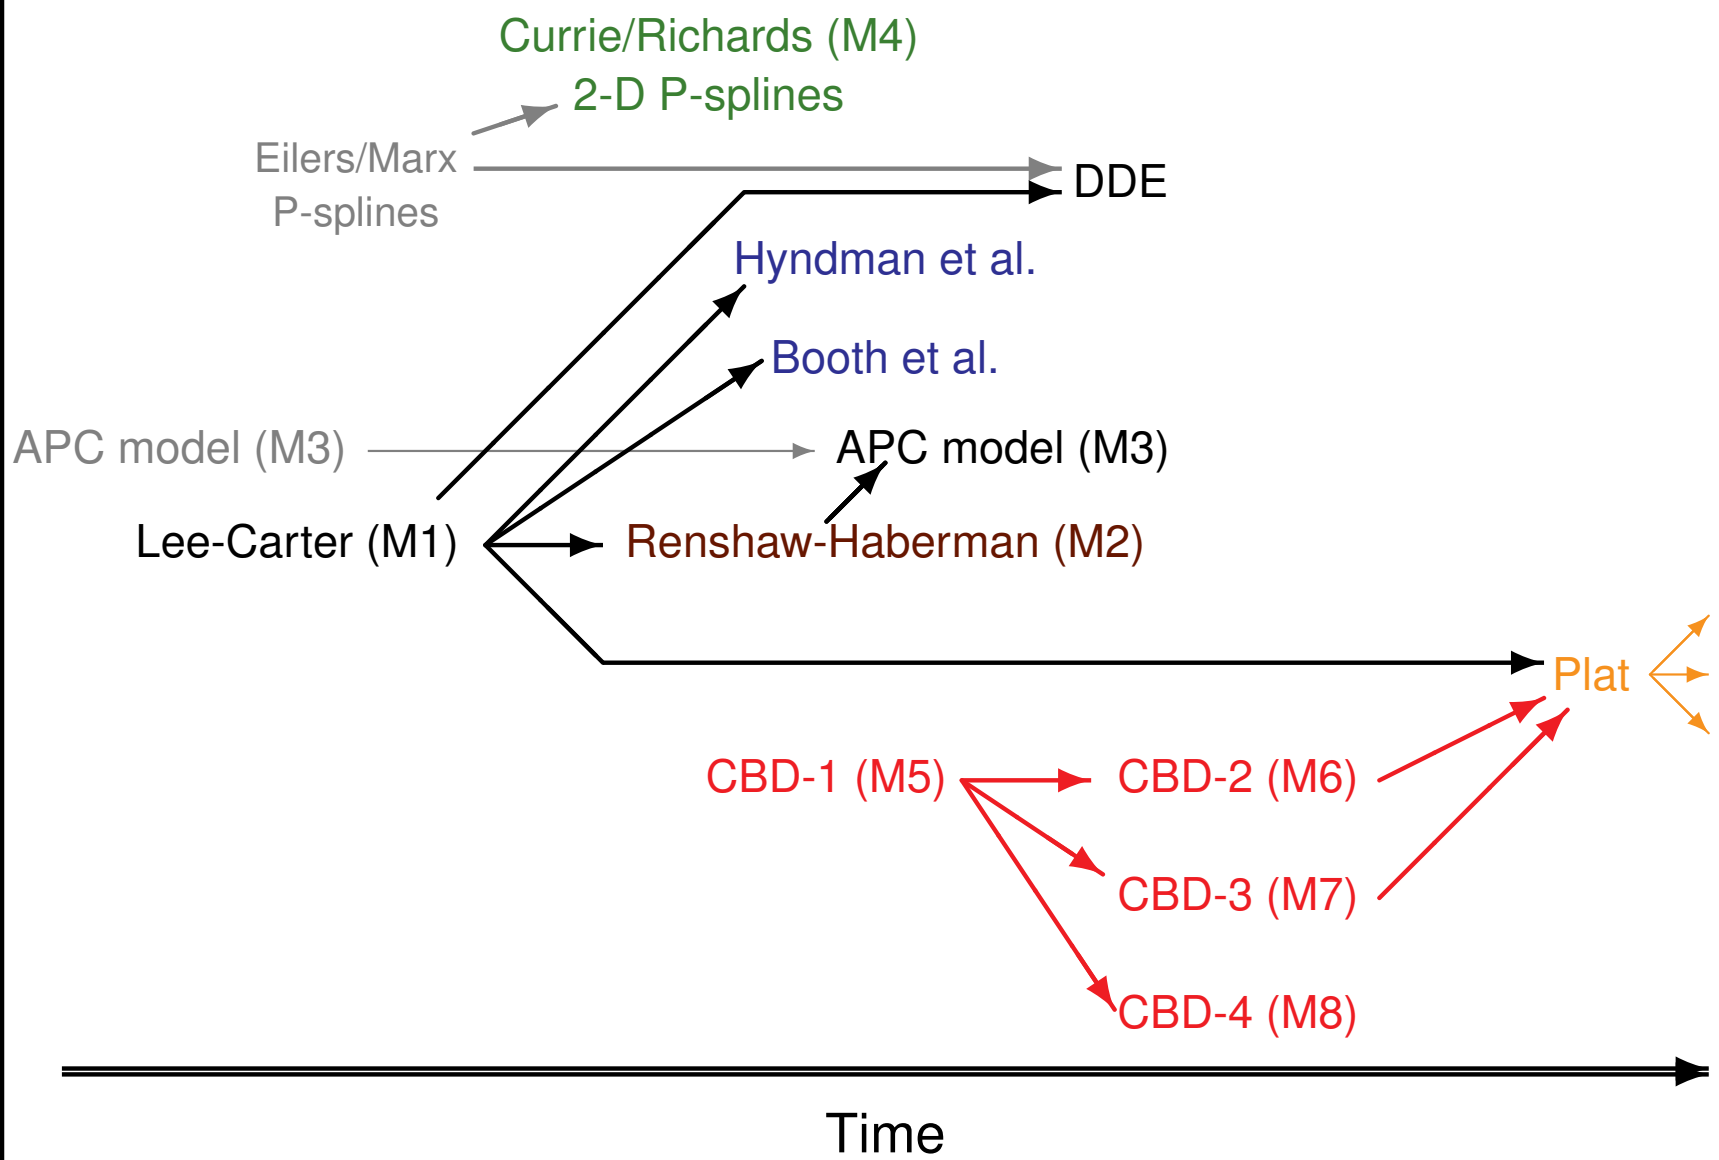 Currie/Richards (M4)
2-D P-splines
Eilers/Marx
P-splines
DDE
Hyndman et al.
Booth et al.
APC model (M3)
APC model (M3)
Lee-Carter (M1)
Renshaw-Haberman (M2)
Plat
CBD-1 (M5)
CBD-2 (M6)
CBD-3 (M7)
CBD-4 (M8)
Time